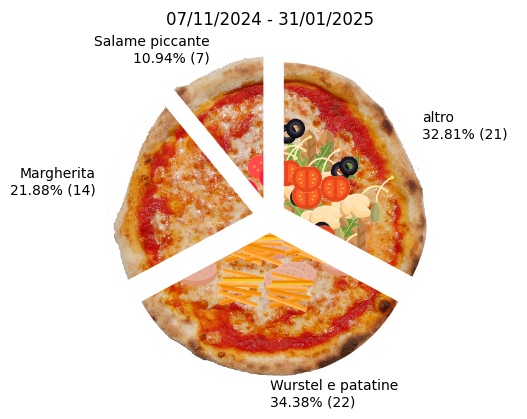 07/11/2024 - 31/01/2025
Salame piccante
10.94% (7)
altro
32.81% (21)
Margherita
21.88% (14)
Wurstel e patatine
34.38% (22)